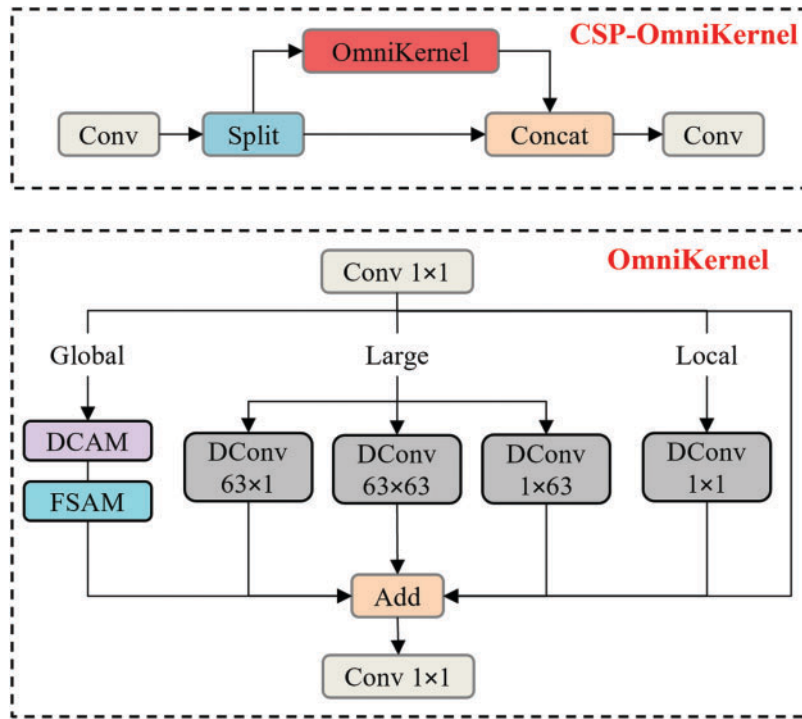 CSP-OmniKernel
OmniKernel
Conv
Split
Concat
Conv
OmniKernel
Conv 1×1
Global
Large
Local
DCAM
FSAM
DConv
63×1
DConv
63×63
DConv
1×63
DConv
1×1
Add
Conv 1×1